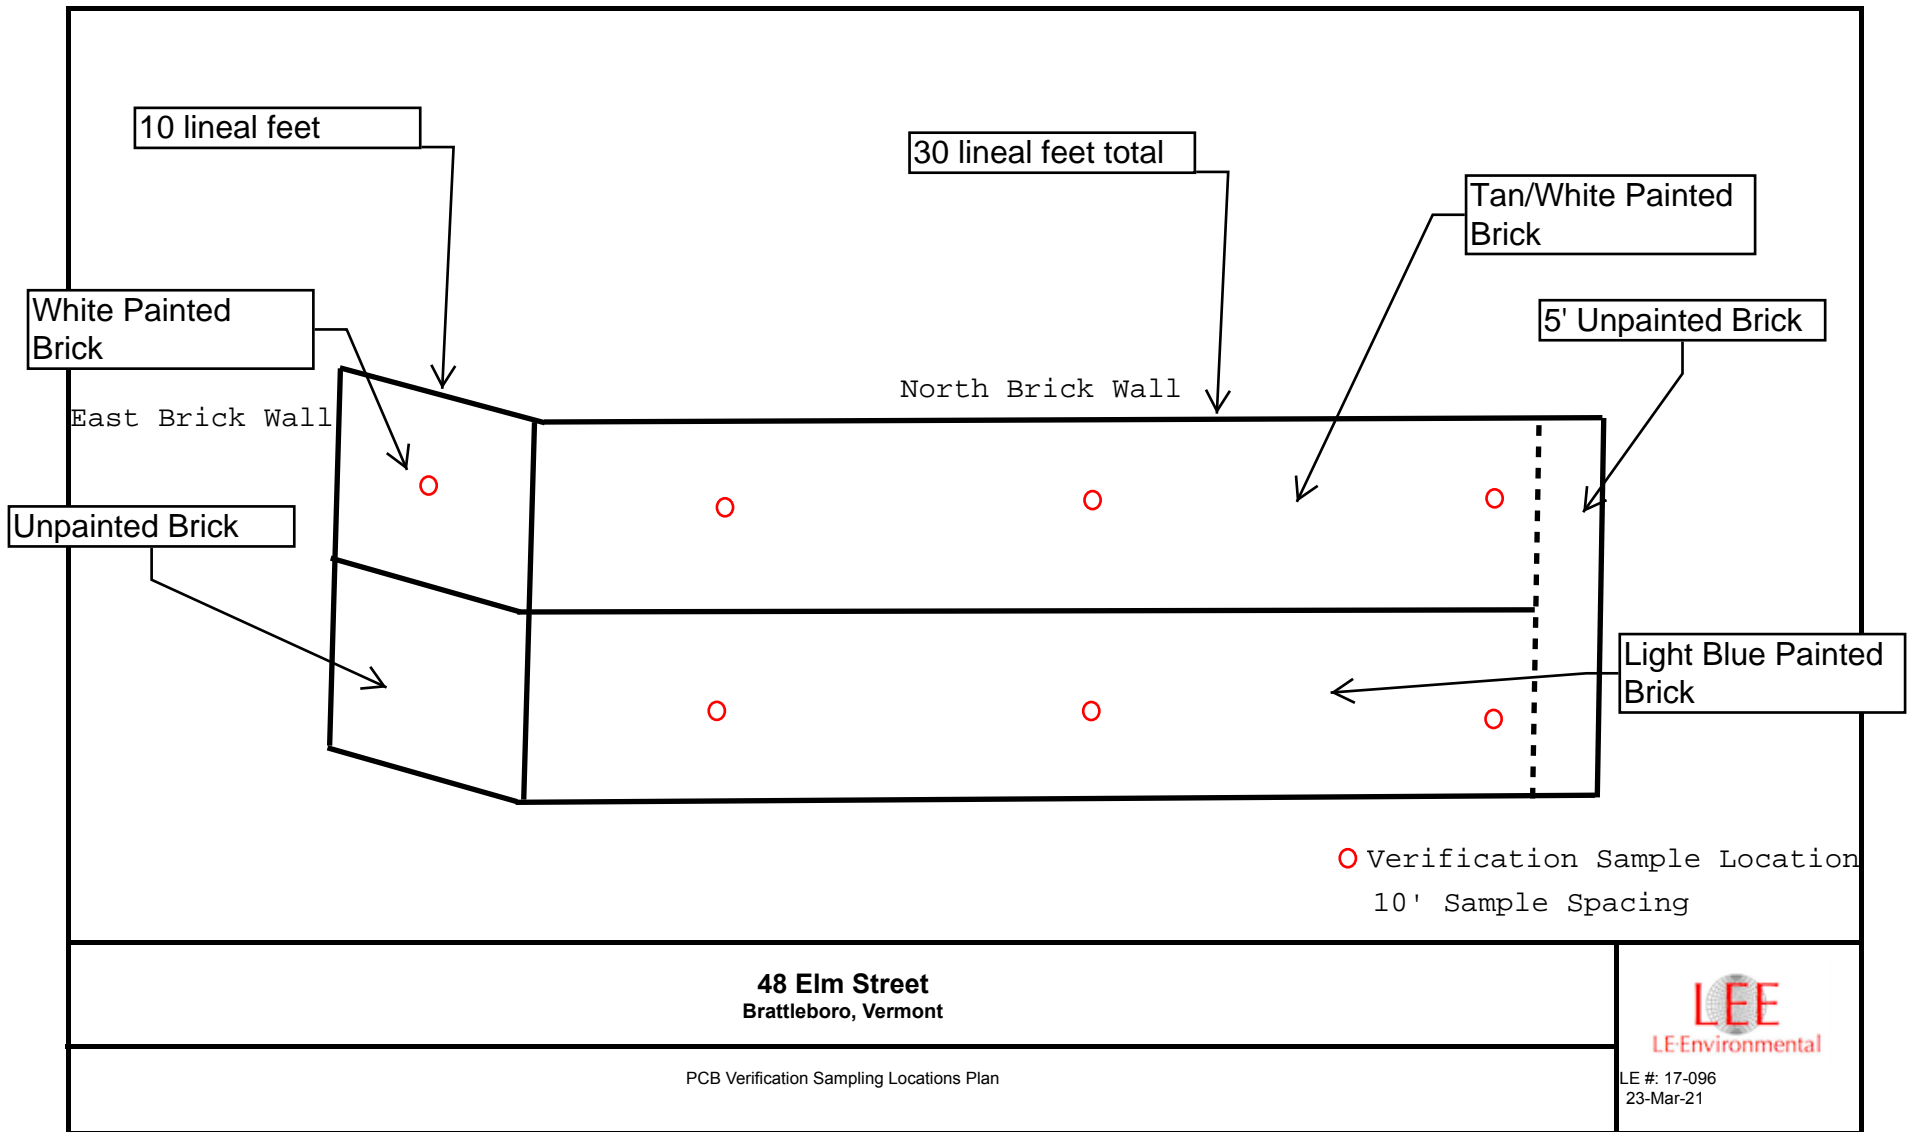 10 lineal feet
30 lineal feet total
Tan/White Painted
Brick
White Painted
Brick
5' Unpainted Brick
North Brick Wall
East Brick Wall
Unpainted Brick
Light Blue Painted
Brick
Verification Sample Location
10' Sample Spacing
48 Elm Street
Brattleboro, Vermont
PCB Verification Sampling Locations Plan
LEE
LE·Environmental
LE #: 17-096
23-Mar-21